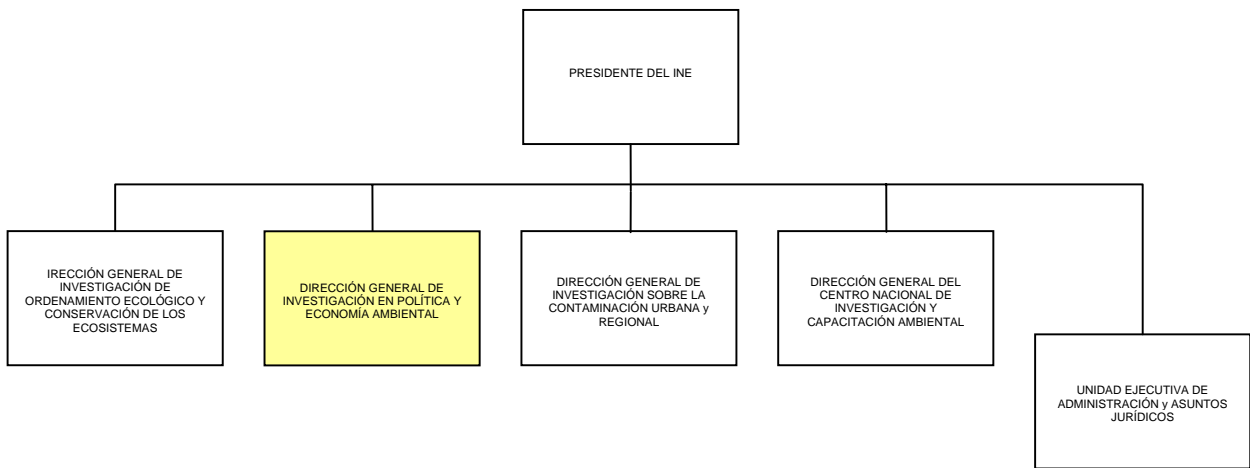 PRESIDENTE DEL INE
IRECCIÓN GENERAL DE
INVESTIGACIÓN DE
ORDENAMIENTO ECOLÓGICO Y
CONSERVACIÓN DE LOS
ECOSISTEMAS
DIRECCIÓN GENERAL DE
INVESTIGACIÓN EN POLÍTICA Y
ECONOMÍA AMBIENTAL
DIRECCIÓN GENERAL DE
INVESTIGACIÓN SOBRE LA
CONTAMINACIÓN URBANA y
REGIONAL
DIRECCIÓN GENERAL DEL
CENTRO NACIONAL DE
INVESTIGACIÓN Y
CAPACITACIÓN AMBIENTAL
UNIDAD EJECUTIVA DE
ADMINISTRACIÓN y ASUNTOS
JURÍDICOS